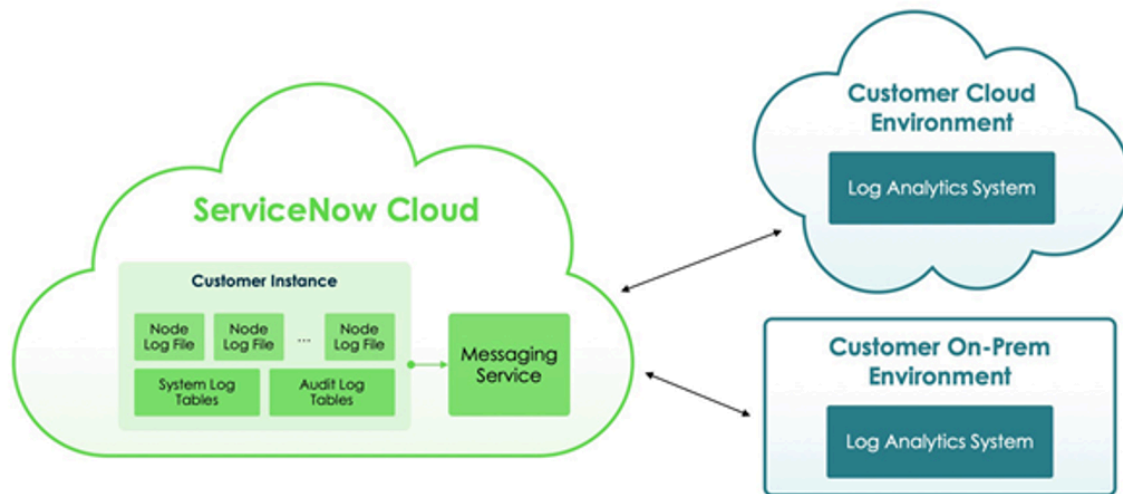 ServiceNow Cloud
Customer Instance
Node
Log File
Node
Log File
...
Node
Log File
System Log
Tables
Audit Log
Tables
Messaging
Service
Customer Cloud
Environment
Log Analytics System
Customer On-Prem
Environment
Log Analytics System